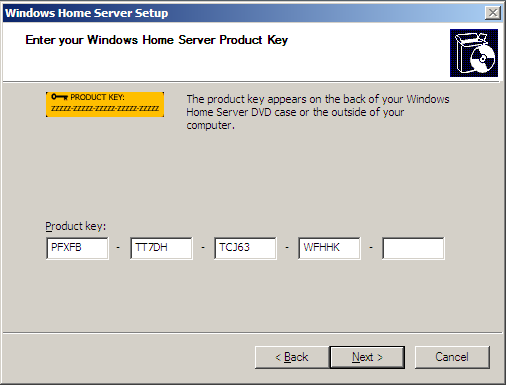 Windows Home Server Setup
Enter your Windows Home Server Product Key
PRODUCT KEY:
zzzzz-zzzzz-zzzzz-zzzzz-zzzzz
The product key appears on the back of your Windows
Home Server DVD case or the outside of your
computer.
Product key:
PFXFB - TT7DH - TCJ63 - WFHHK -
< Back Next > Cancel